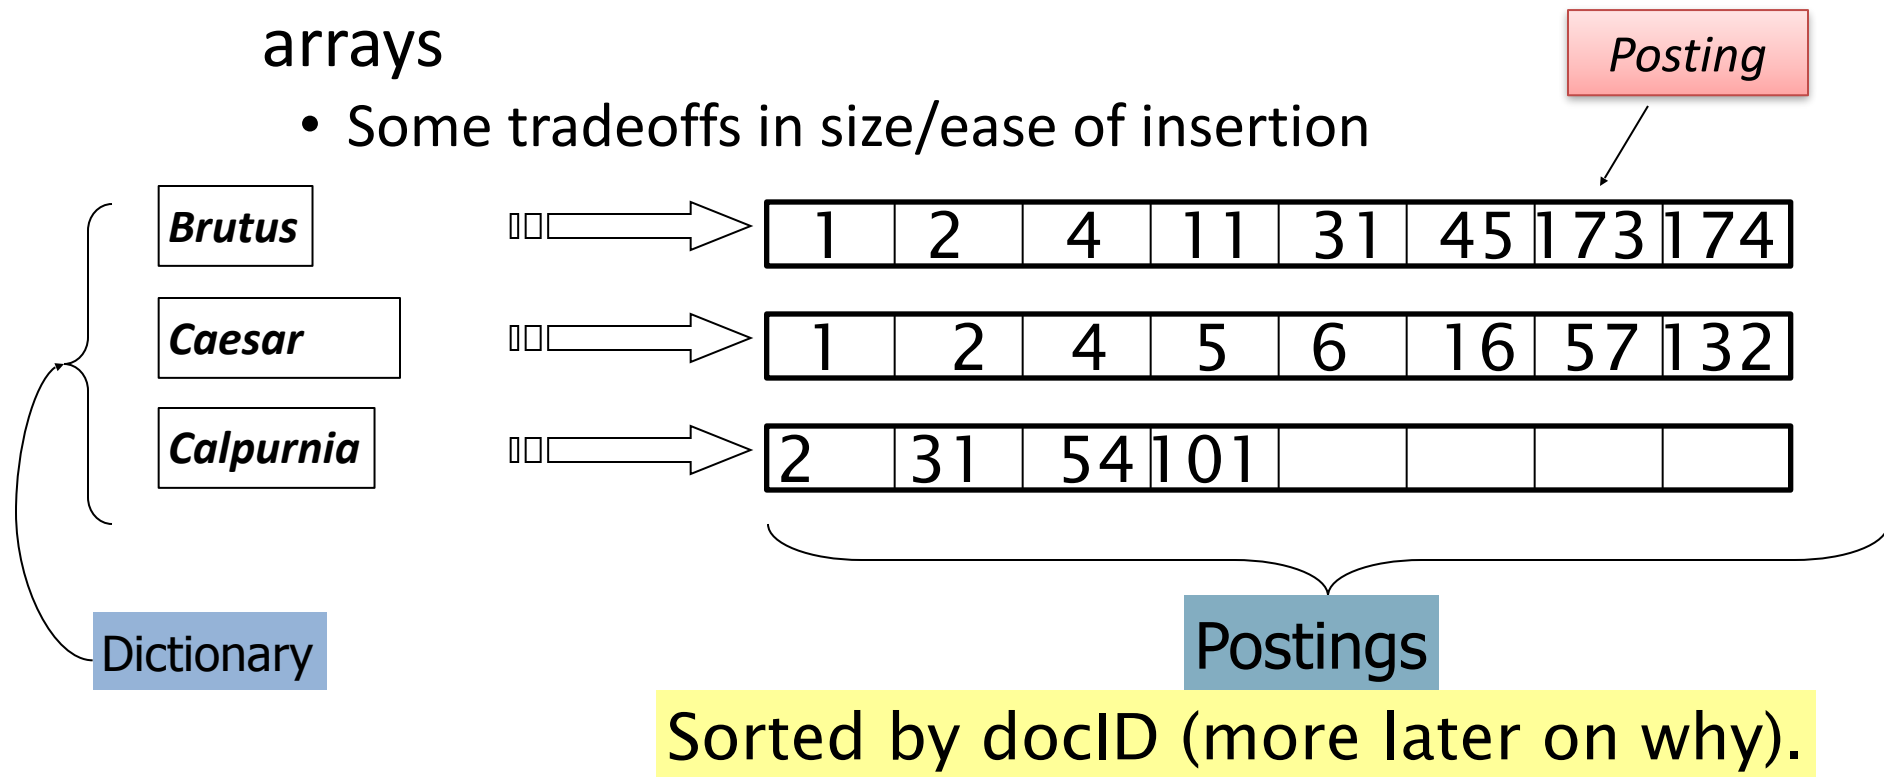 arrays
Posting
• Some tradeoffs in size/ease of insertion
Brutus 1 2 4 11 31 45 173 174
Caesar 1 2 4 5 6 16 57 132
Calpurnia 2 31 54 101
Dictionary
Postings
Sorted by docID (more later on why).